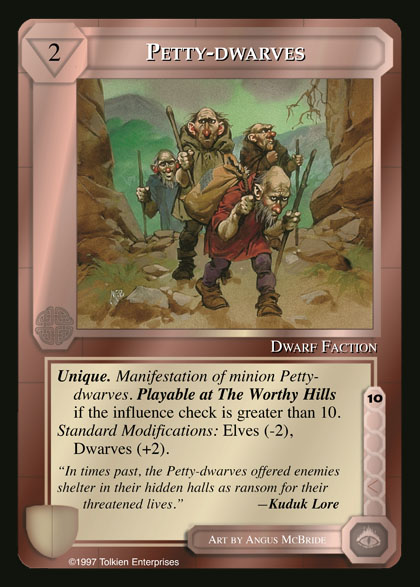 2
Petty-dwarves
Dwarf Faction
Unique. Manifestation of minion Petty-
dwarves. Playable at The Worthy Hills
if the influence check is greater than 10.
Standard Modifications: Elves (-2),
Dwarves (+2).
10
“In times past, the Petty-dwarves offered enemies
shelter in their hidden halls as ransom for their
threatened lives.” —Kuduk Lore
Art by Angus McBride
©1997 Tolkien Enterprises